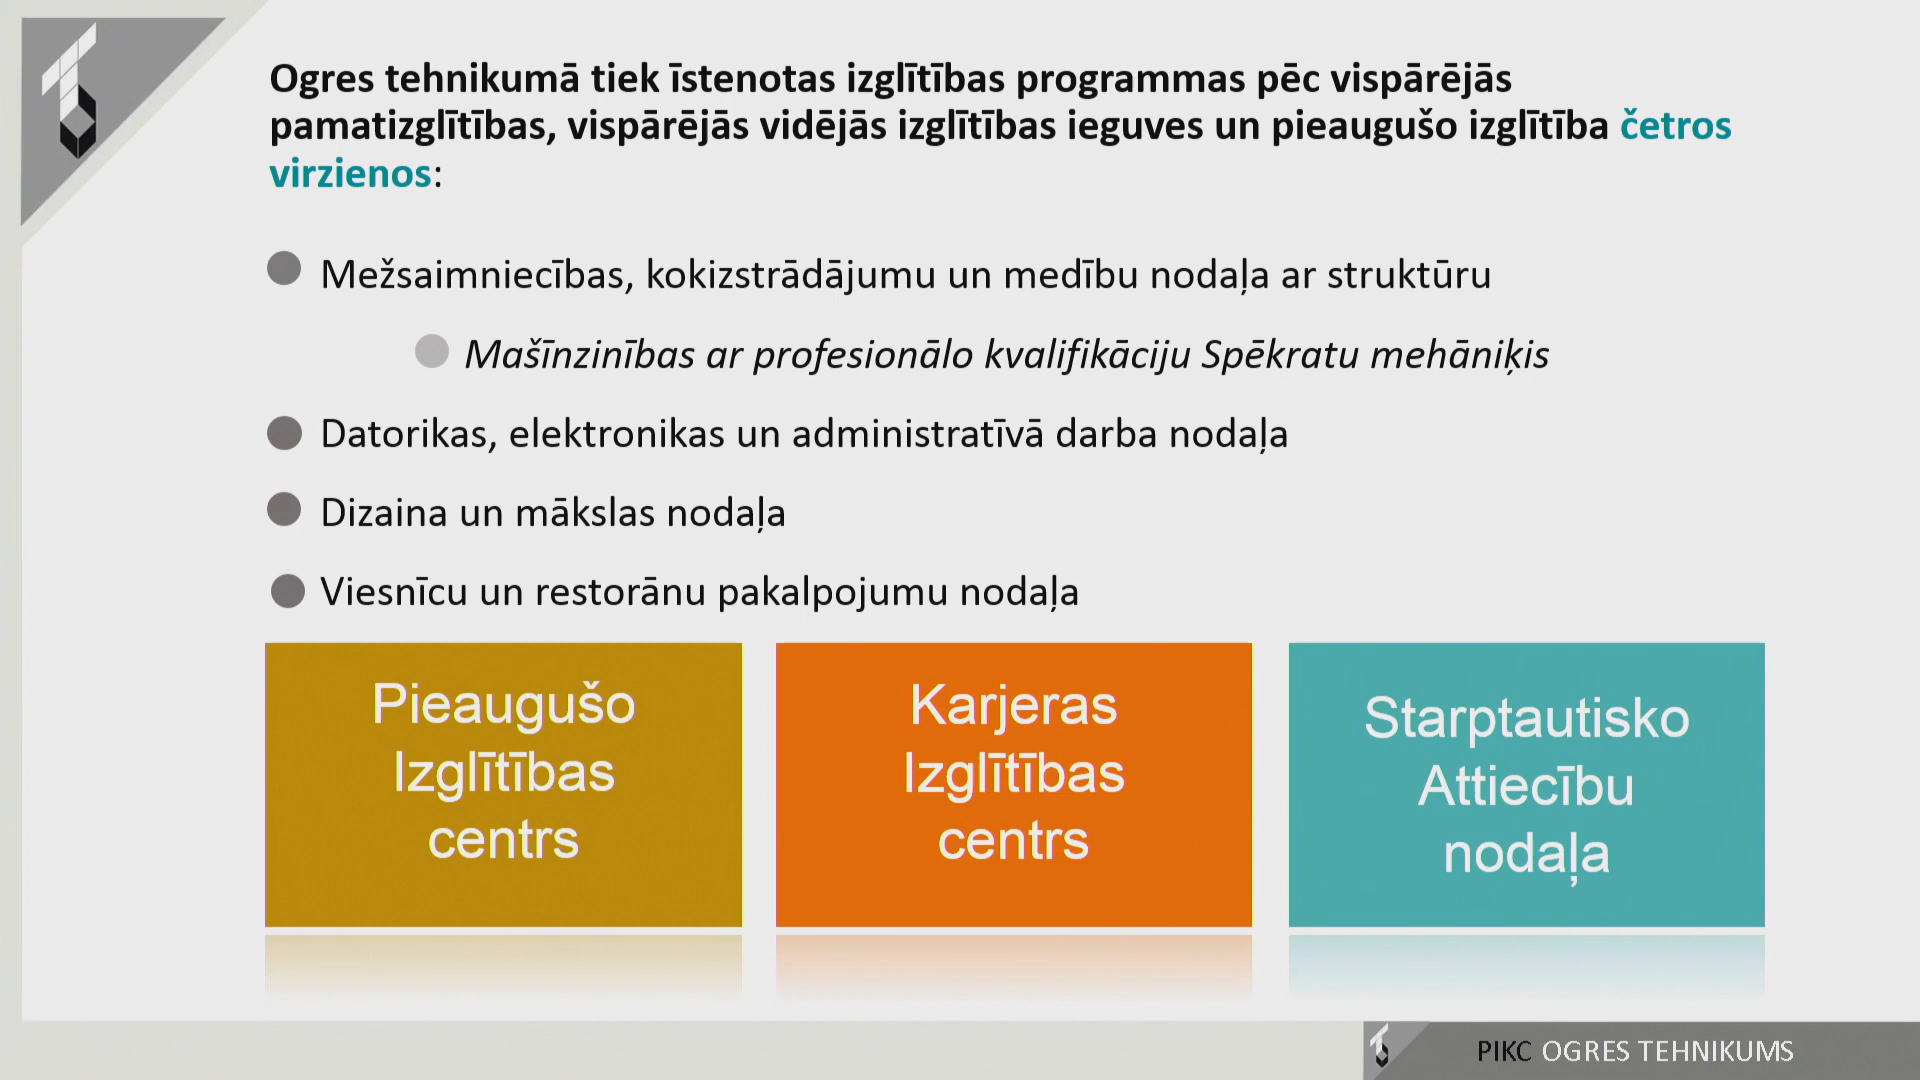 Ogres tehnikumā tiek īstenotas izglītības programmas pēc vispārējās
pamatizglītības, vispārējās vidējās izglītības ieguves un pieaugušo izglītība četros
virzienos:
Mežsaimniecības, kokizstrādājumu un medību nodaļa ar struktūru
Mašīnzinības ar profesionālo kvalifikāciju Spēkratu mehāniķis
Datorikas, elektronikas un administratīvā darba nodaļa
Dizaina un mākslas nodaļa
Viesnīcu un restorānu pakalpojumu nodaļa
Pieaugušo
Izglītības
centrs
Karjeras
Izglītības
centrs
Starptautisko
Attiecību
nodaļa
PIKC OGRES TEHNIKUMS